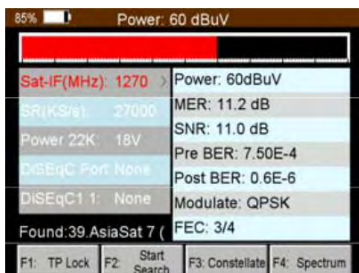 85% Power: 60 dBuV
Sat-IF(MHz): 1270 > Power: 60dBuV
SR(KS/s): 27000 MER: 11.2 dB
SNR: 11.0 dB
Power 22K: 18V Pre BER: 7.50E-4
DiSEqC Port None Post BER: 0.6E-6
DiSEqC1 1: None Modulate: QPSK
Found:39.AsiaSat 7 ( FEC: 3/4
F1: TP Lock F2: Start Search F3: Constellate F4: Spectrum